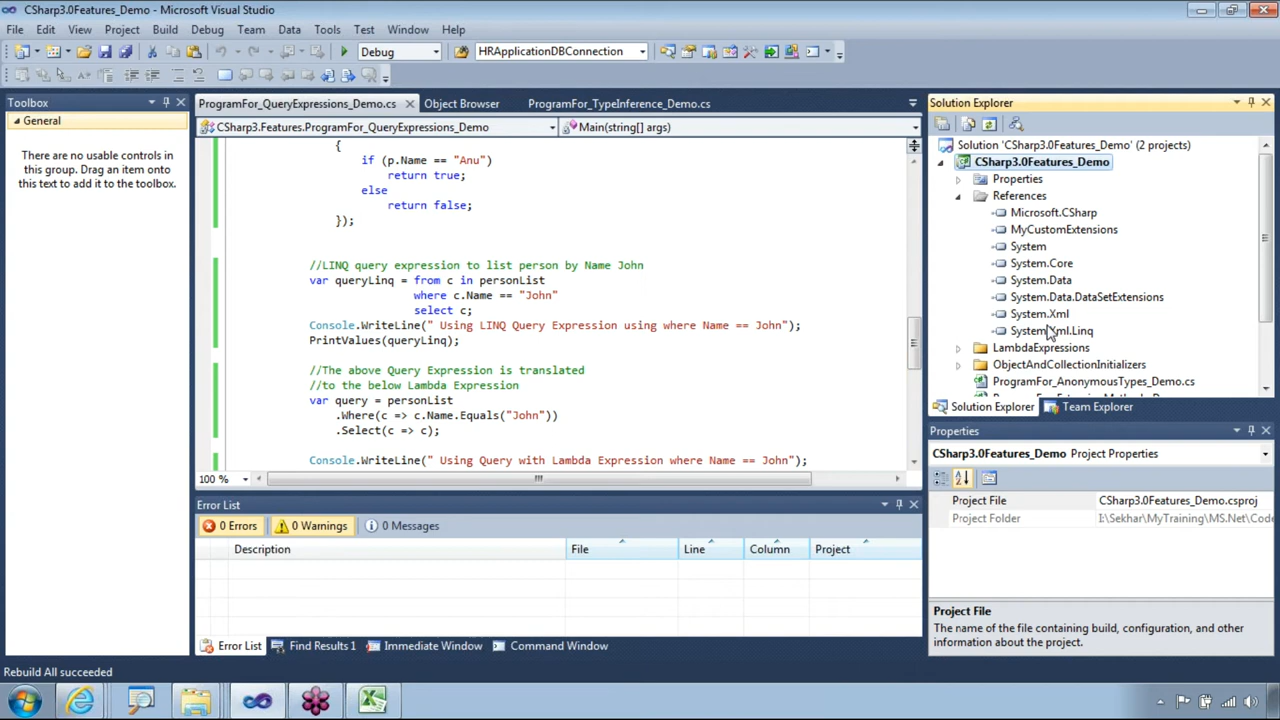 CSharp3.0Features_Demo - Microsoft Visual Studio
File Edit View Project Build Debug Team Data Tools Test Window Help
Debug HRApplicationDBConnection
Toolbox
General
There are no usable controls in
this group. Drag an item onto
this text to add it to the toolbox.
ProgramFor_QueryExpressions_Demo.cs Object Browser ProgramFor_TypeInference_Demo.cs
CSharp3.Features.ProgramFor_QueryExpressions_Demo Main(string[] args)
{
if (p.Name == "Anu")
return true;
else
return false;
});
//LINQ query expression to list person by Name John
var queryLinq = from c in personList
where c.Name == "John"
select c;
Console.WriteLine(" Using LINQ Query Expression using where Name == John");
PrintValues(queryLinq);
//The above Query Expression is translated
//to the below Lambda Expression
var query = personList
.Where(c => c.Name.Equals("John"))
.Select(c => c);
Console.WriteLine(" Using Query with Lambda Expression where Name == John");
100 %
Error List
0 Errors 0 Warnings 0 Messages
Description File Line Column Project
Error List Find Results 1 Immediate Window Command Window
Solution Explorer
Solution 'CSharp3.0Features_Demo' (2 projects)
CSharp3.0Features_Demo
Properties
References
Microsoft.CSharp
MyCustomExtensions
System
System.Core
System.Data
System.Data.DataSetExtensions
System.Xml
System.Xml.Linq
LambdaExpressions
ObjectAndCollectionInitializers
ProgramFor_AnonymousTypes_Demo.cs
Solution Explorer Team Explorer
Properties
CSharp3.0Features_Demo Project Properties
Project File CSharp3.0Features_Demo.csproj
Project Folder I:\Sekhar\MyTraining\MS.Net\Code
Project File
The name of the file containing build, configuration, and other
information about the project.
Rebuild All succeeded